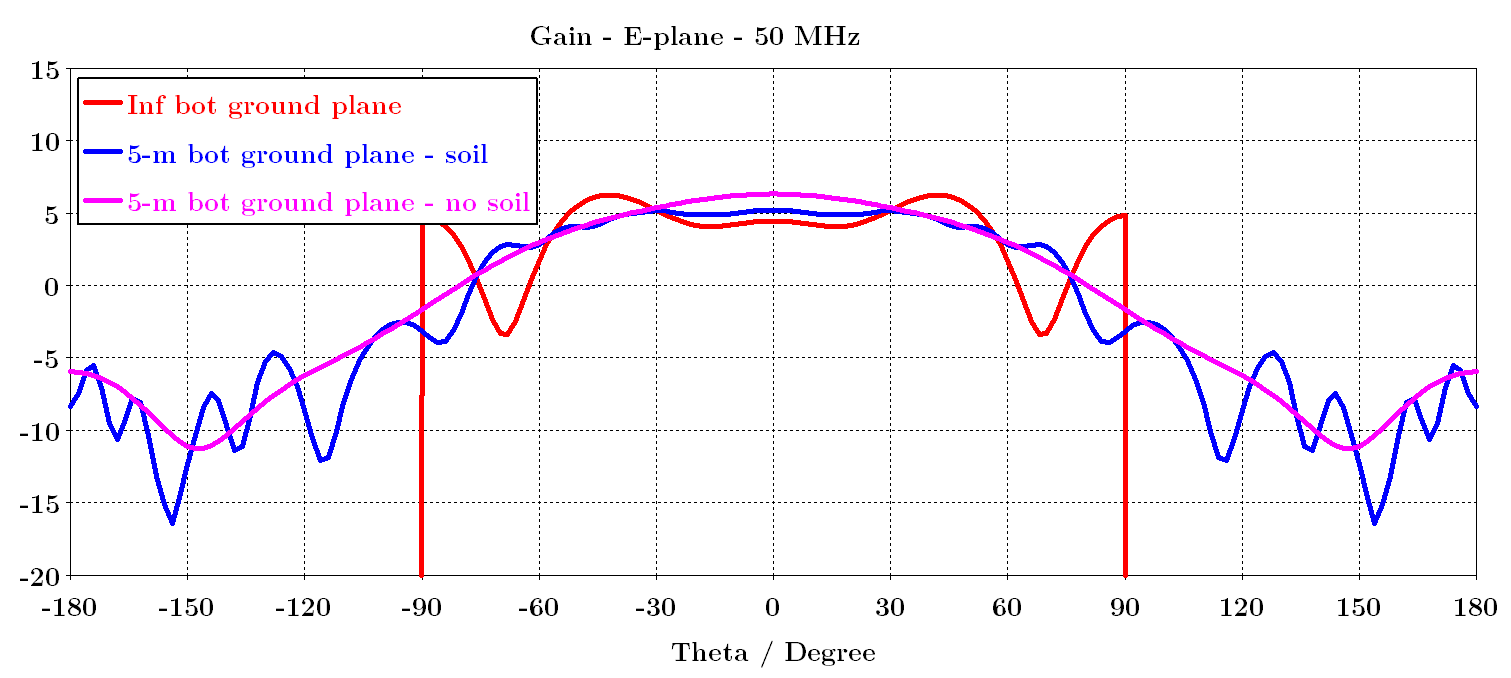 Gain - E-plane - 50 MHz
15
Inf bot ground plane
10
5-m bot ground plane - soil
5
5-m bot ground plane - no soil
0
-5
-10
-15
-20
-180 -150 -120 -90 -60 -30 0 30 60 90 120 150 180
Theta / Degree